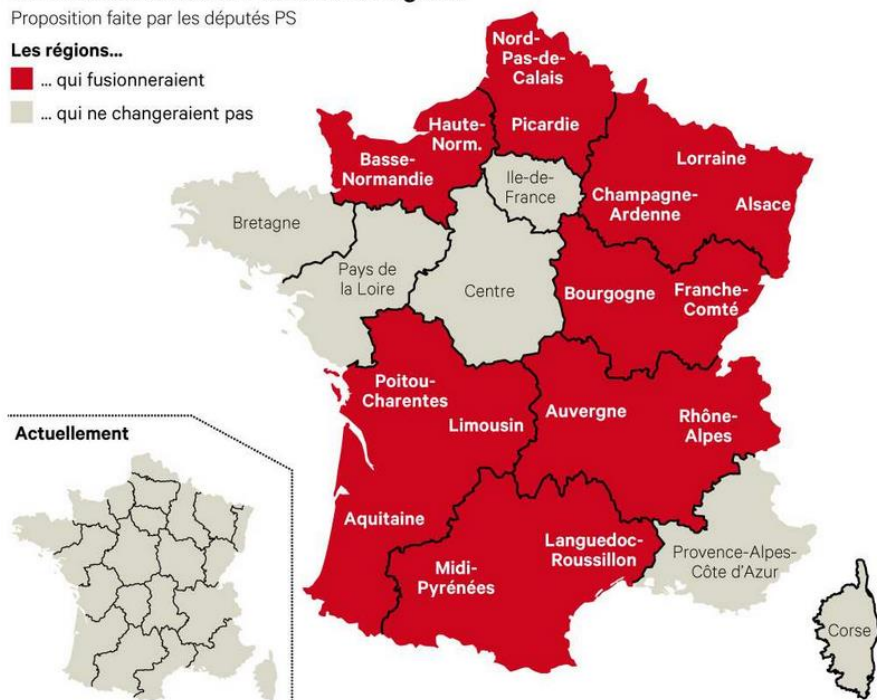 Proposition faite par les députés PS
Les régions...
... qui fusionneraient
... qui ne changeraient pas
Nord-
Pas-de-
Calais
Haute-
Norm.
Picardie
Basse-
Normandie
Lorraine
Ile-de-
France
Champagne-
Ardenne
Alsace
Bretagne
Pays de
la Loire
Centre
Bourgogne
Franche-
Comté
Poitou-
Charentes
Limousin
Auvergne
Rhône-
Alpes
Aquitaine
Midi-
Pyrénées
Languedoc-
Roussillon
Provence-Alpes-
Côte d'Azur
Corse
Actuellement